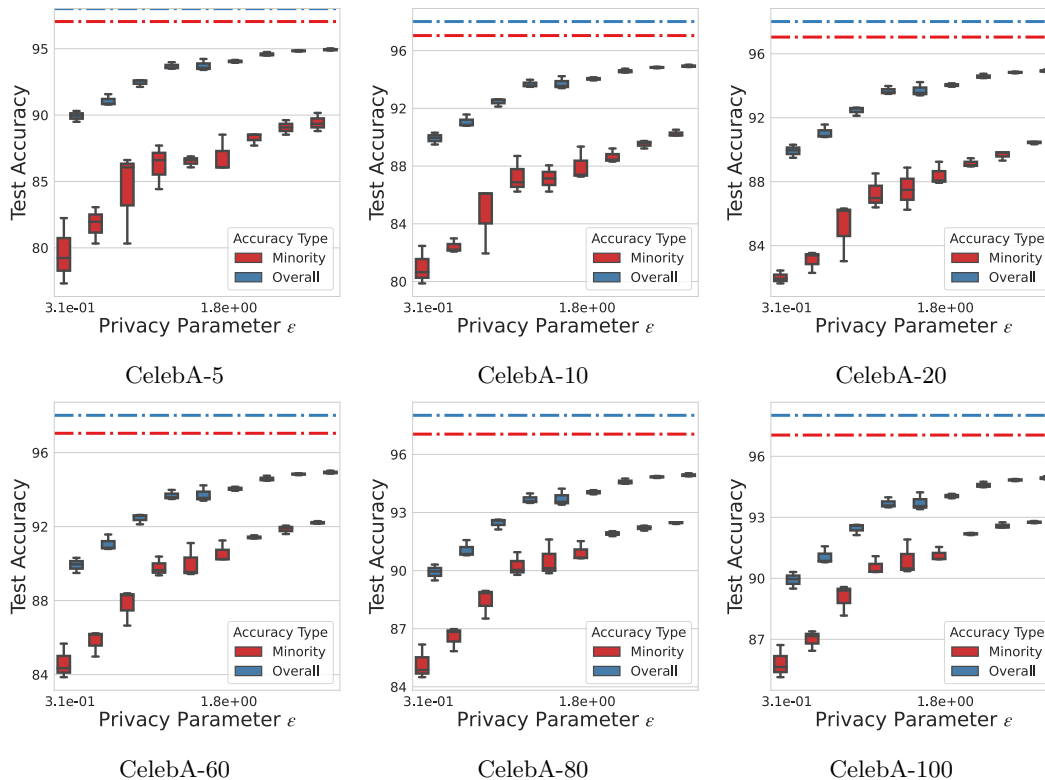 95
90
85
80
Test Accuracy
Accuracy Type
Minority
Overall
3.1e-01
1.8e+00
Privacy Parameter ε
CelebA-5
96
92
88
84
80
Test Accuracy
Accuracy Type
Minority
Overall
3.1e-01
1.8e+00
Privacy Parameter ε
CelebA-10
96
92
88
84
Test Accuracy
Accuracy Type
Minority
Overall
3.1e-01
1.8e+00
Privacy Parameter ε
CelebA-20
96
92
88
84
Test Accuracy
Accuracy Type
Minority
Overall
3.1e-01
1.8e+00
Privacy Parameter ε
CelebA-60
96
93
90
87
84
Test Accuracy
Accuracy Type
Minority
Overall
3.1e-01
1.8e+00
Privacy Parameter ε
CelebA-80
96
93
90
87
Test Accuracy
Accuracy Type
Minority
Overall
3.1e-01
1.8e+00
Privacy Parameter ε
CelebA-100